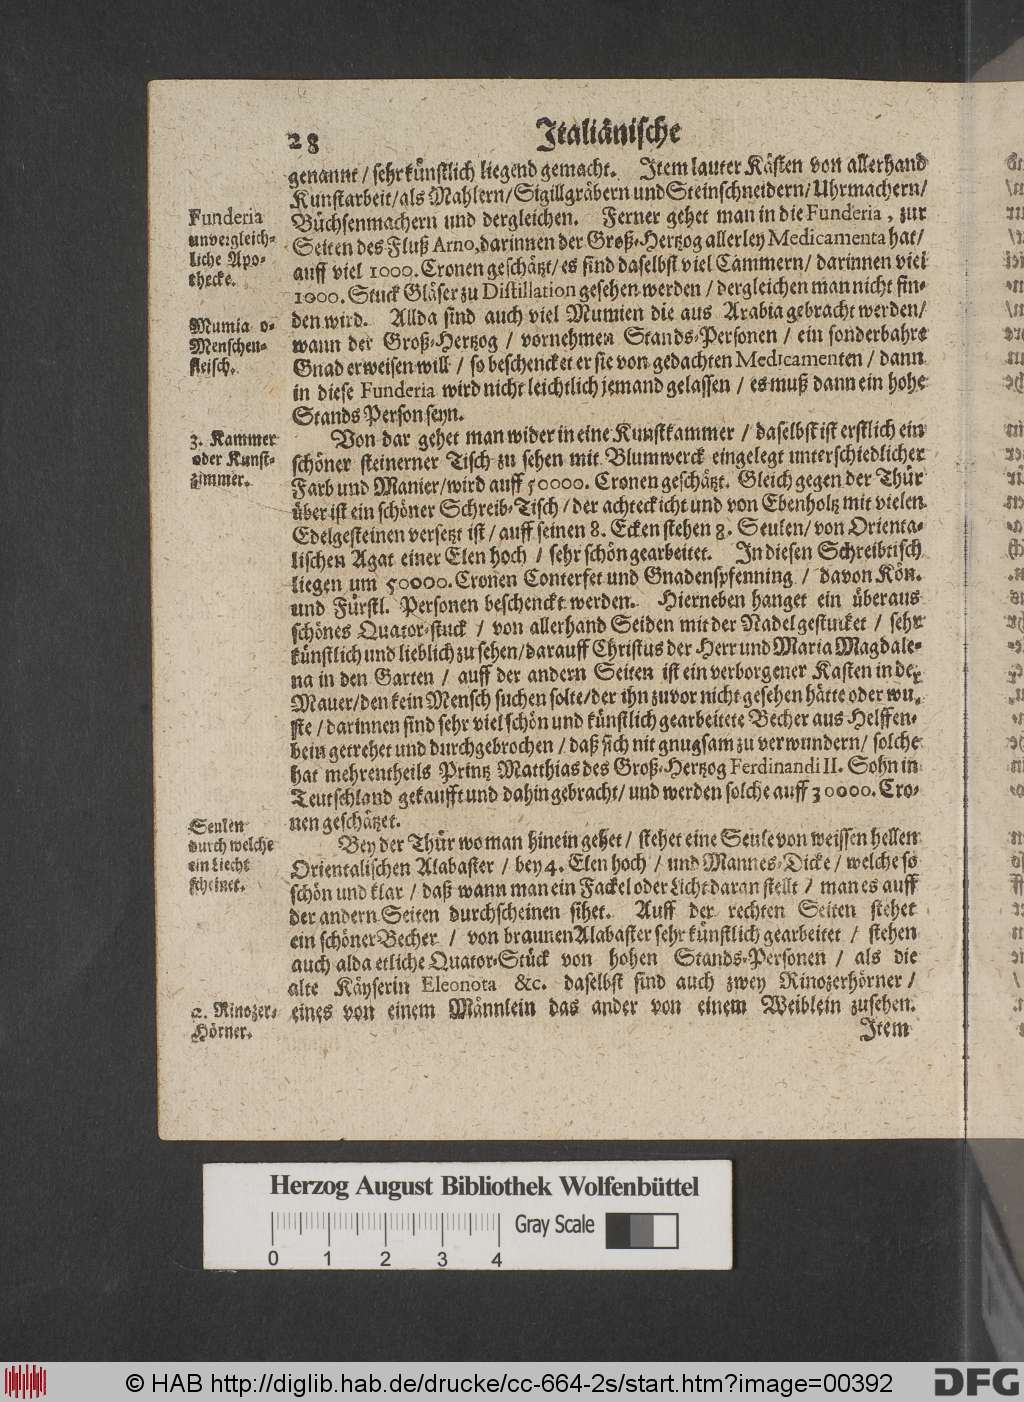 28
Italiänische
genannt / sehr künstlich liegend gemacht. Item lauter Kästen von allerhand
Kunstarbeit / als Mahlern / Sigillgräbern und Steinschneidern / Uhrmachern /
Büchsenmachern und dergleichen. Ferner gehet man in die Funderia, zur
Seiten des Fluß Arno, darinnen der Groß-Hertzog allerley Medicamenta hat /
auff viel 1000. Cronen geschätzt / es sind daselbst viel Cammern / darinnen viel
1000. Stuck Gläser zu Distillation gesehen werden / dergleichen man nicht fin-
den wird. Allda sind auch viel Mumien die aus Arabia gebracht werden /
wann der Groß-Hertzog / vornehmen Stands-Personen / ein sonderbahre
Gnad erweisen will / so beschencket er sie von gedachten Medicamenten / dann
in diese Funderia wird nicht leichtlich jemand gelassen / es muß dann ein hohe
Stands Person seyn.
Funderia
unvergleich-
liche Apo-
thecke.
Mumia o-
Menschen-
fleisch.
Von dar gehet man wider in eine Kunstkammer / daselbst ist erstlich ein
schöner steinerner Tisch zu sehen mit Blumwerck eingelegt unterschiedlicher
Farb und Manier / wird auff 50000. Cronen geschätzt. Gleich gegen der Thür
über ist ein schöner Schreib-Tisch / der achteckicht und von Ebenholtz mit vielen
Edelgesteinen versetzt ist / auff seinen 8. Ecken stehen 8. Seulen / von Orienta-
lischen Agat einer Elen hoch / sehr schön gearbeitet. In diesen Schreibtisch
liegen um 50000. Cronen Conterfet und Gnadenspfenning / davon Kön.
und Fürstl. Personen beschenckt werden. Hierneben hanget ein überaus
schönes Quator-stuck / von allerhand Seiden mit der Nadel gestucket / sehr
künstlich und lieblich zu sehen / darauff Christus der Herr und Maria Magdale-
na in den Garten / auff der andern Seiten ist ein verborgener Kasten in der
Mauer / den kein Mensch suchen solte / der ihn zuvor nicht gesehen hätte oder wu-
ste / darinnen sind sehr viel schön und künstlich gearbeitete Becher aus Helffen-
bein getrehet und durchgebrochen / daß sich nit gnugsam zu verwundern / solche
hat mehrentheils Printz Matthias des Groß-Hertzog Ferdinandi II. Sohn in
Teutschland gekaufft und dahin gebracht / und werden solche auff 30000. Cro-
nen geschätzet.
3. Kammer
oder Kunst-
zimmer.
Bey der Thür wo man hinein gehet / stehet eine Seule von weissen hellen
Orientalischen Alabaster / bey 4. Elen hoch / und Mannes-Dicke / welche so
schön und klar / daß wann man ein Fackel oder Licht daran stellt / man es auff
der andern Seiten durchscheinen sihet. Auff der rechten Seiten stehet
ein schöner Becher / von braunen Alabaster sehr künstlich gearbeitet / stehen
auch alda etliche Quator-Stück von hohen Stands-Personen / als die
alte Käyserin Eleonota &c. daselbst sind auch zwey Rinozerhörner /
eines von einem Männlein das ander von einem Weiblein zusehen.
Seulen
durch welche
ein Liecht
scheinet.
2. Rinozer-
Hörner.
Item
Herzog August Bibliothek Wolfenbüttel
Gray Scale
0 1 2 3 4
© HAB http://diglib.hab.de/drucke/cc-664-2s/start.htm?image=00392
DFG